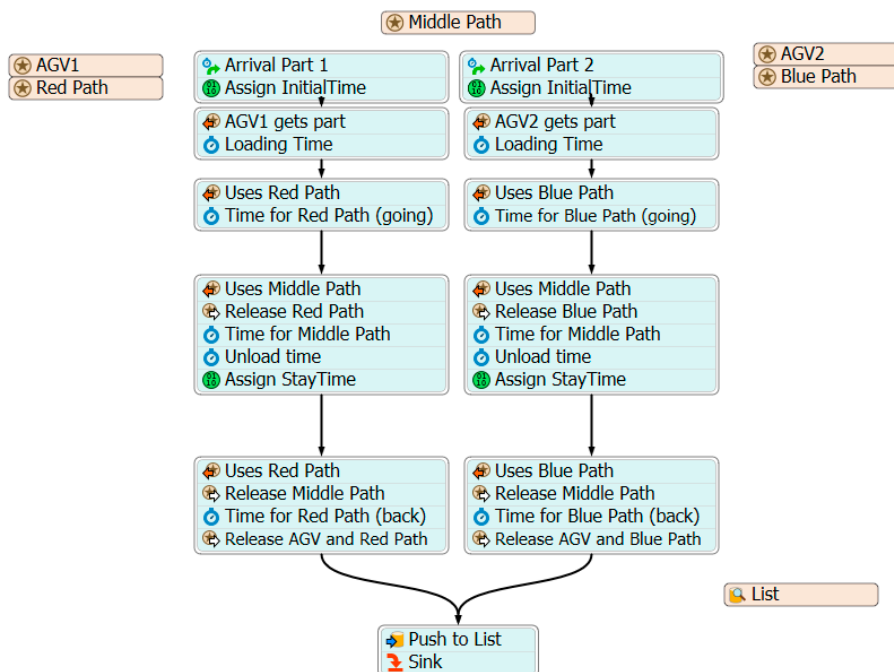 Middle Path
AGV1
Red Path
AGV2
Blue Path
Arrival Part 1
Assign InitialTime
AGV1 gets part
Loading Time
Uses Red Path
Time for Red Path (going)
Uses Middle Path
Release Red Path
Time for Middle Path
Unload time
Assign StayTime
Uses Red Path
Release Middle Path
Time for Red Path (back)
Release AGV and Red Path
Arrival Part 2
Assign InitialTime
AGV2 gets part
Loading Time
Uses Blue Path
Time for Blue Path (going)
Uses Middle Path
Release Blue Path
Time for Middle Path
Unload time
Assign StayTime
Uses Blue Path
Release Middle Path
Time for Blue Path (back)
Release AGV and Blue Path
List
Push to List
Sink